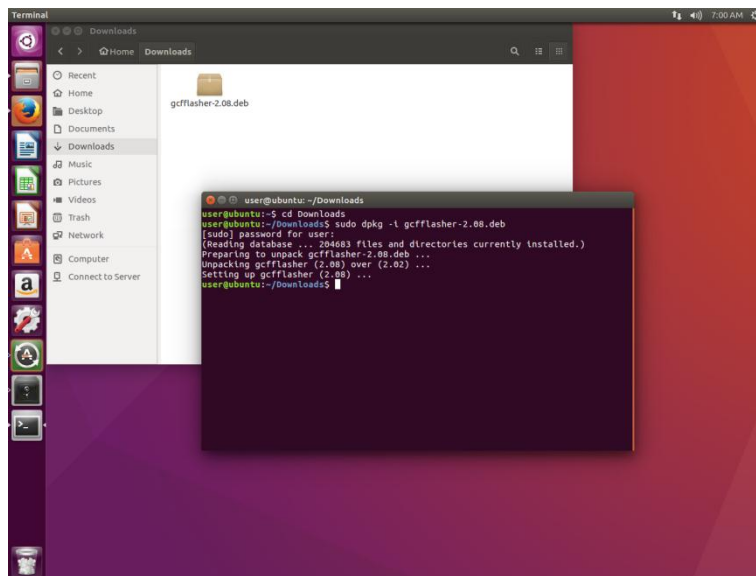 Terminal
7:00 AM
Downloads
Home Downloads
Recent
Home
Desktop
Documents
Downloads
Music
Pictures
Videos
Trash
Network
Computer
Connect to Server
gcfflasher-2.08.deb
user@ubuntu: ~/Downloads
user@ubuntu:~$ cd Downloads
user@ubuntu:~/Downloads$ sudo dpkg -i gcfflasher-2.08.deb
[sudo] password for user:
(Reading database ... 204683 files and directories currently installed.)
Preparing to unpack gcfflasher-2.08.deb ...
Unpacking gcfflasher (2.08) over (2.02) ...
Setting up gcfflasher (2.08) ...
user@ubuntu:~/Downloads$